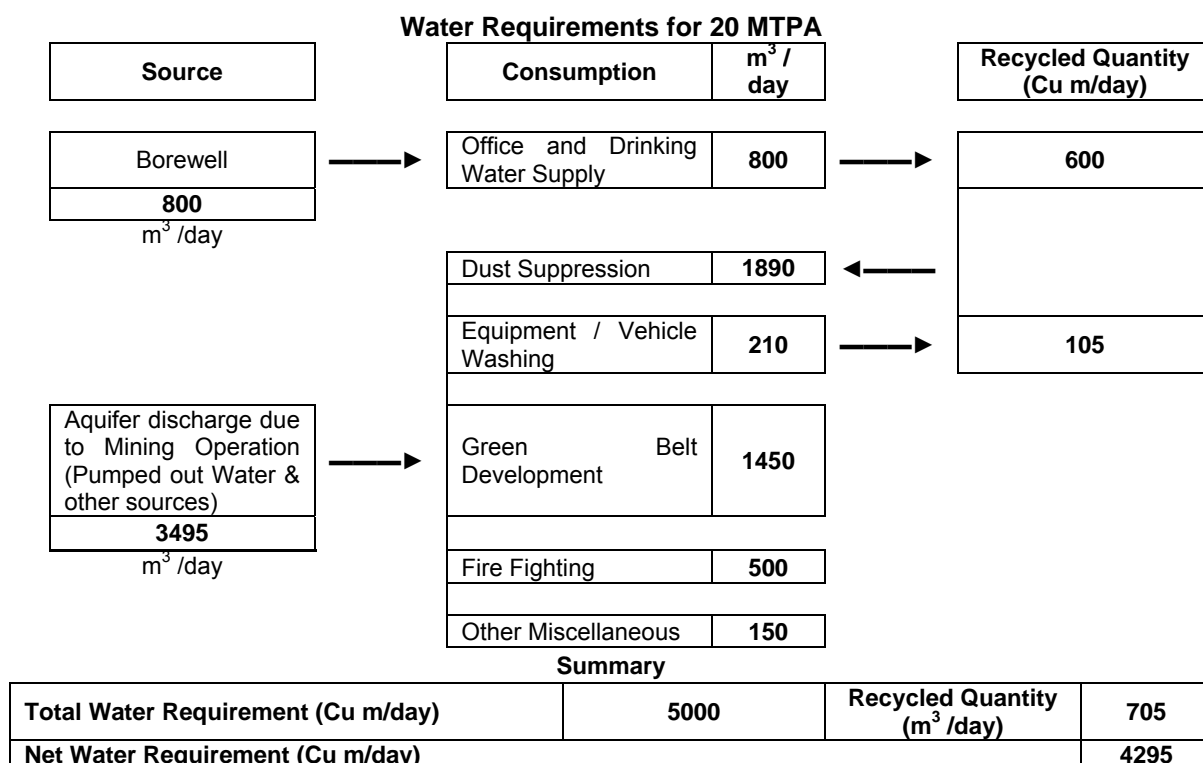 Water Requirements for 20 MTPA
Source
Consumption
m³ /
day
Recycled Quantity
(Cu m/day)
Borewell
Office and Drinking
Water Supply
800
600
800
m³ /day
Dust Suppression
1890
Equipment / Vehicle
Washing
210
105
Aquifer discharge due
to Mining Operation
(Pumped out Water &
other sources)
Green Belt
Development
1450
3495
m³ /day
Fire Fighting
500
Other Miscellaneous
150
Summary
Total Water Requirement (Cu m/day)
5000
Recycled Quantity
(m³ /day)
705
Net Water Requirement (Cu m/day)
4295